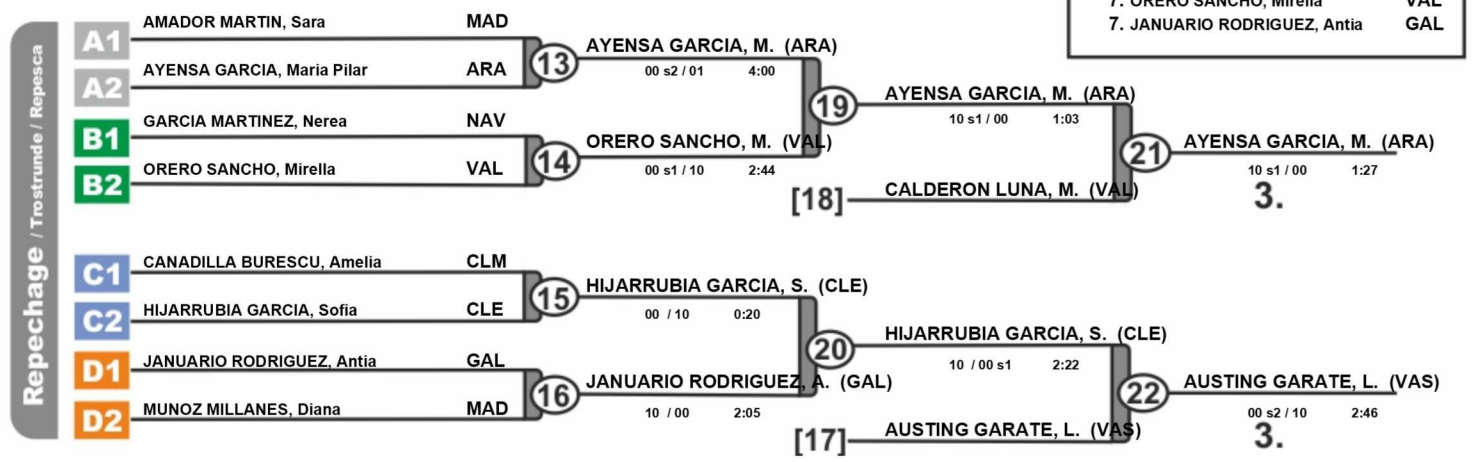 7. ORERO SANCHO, Mirella VAL
7. JANUARIO RODRIGUEZ, Antia GAL
Repechage / Trostrunde / Repesca
A1 AMADOR MARTIN, Sara MAD
A2 AYENSA GARCIA, Maria Pilar ARA
13 AYENSA GARCIA, M. (ARA)
00 s2 / 01 4:00
B1 GARCIA MARTINEZ, Nerea NAV
B2 ORERO SANCHO, Mirella VAL
14 ORERO SANCHO, M. (VAL)
00 s1 / 10 2:44
19 AYENSA GARCIA, M. (ARA)
10 s1 / 00 1:03
[18] CALDERON LUNA, M. (VAL)
21 AYENSA GARCIA, M. (ARA)
10 s1 / 00 1:27
3.
C1 CANADILLA BURESCU, Amelia CLM
C2 HIJARRUBIA GARCIA, Sofia CLE
15 HIJARRUBIA GARCIA, S. (CLE)
00 / 10 0:20
D1 JANUARIO RODRIGUEZ, Antia GAL
D2 MUNOZ MILLANES, Diana MAD
16 JANUARIO RODRIGUEZ, A. (GAL)
10 / 00 2:05
20 HIJARRUBIA GARCIA, S. (CLE)
10 / 00 s1 2:22
[17] AUSTING GARATE, L. (VAS)
22 AUSTING GARATE, L. (VAS)
00 s2 / 10 2:46
3.